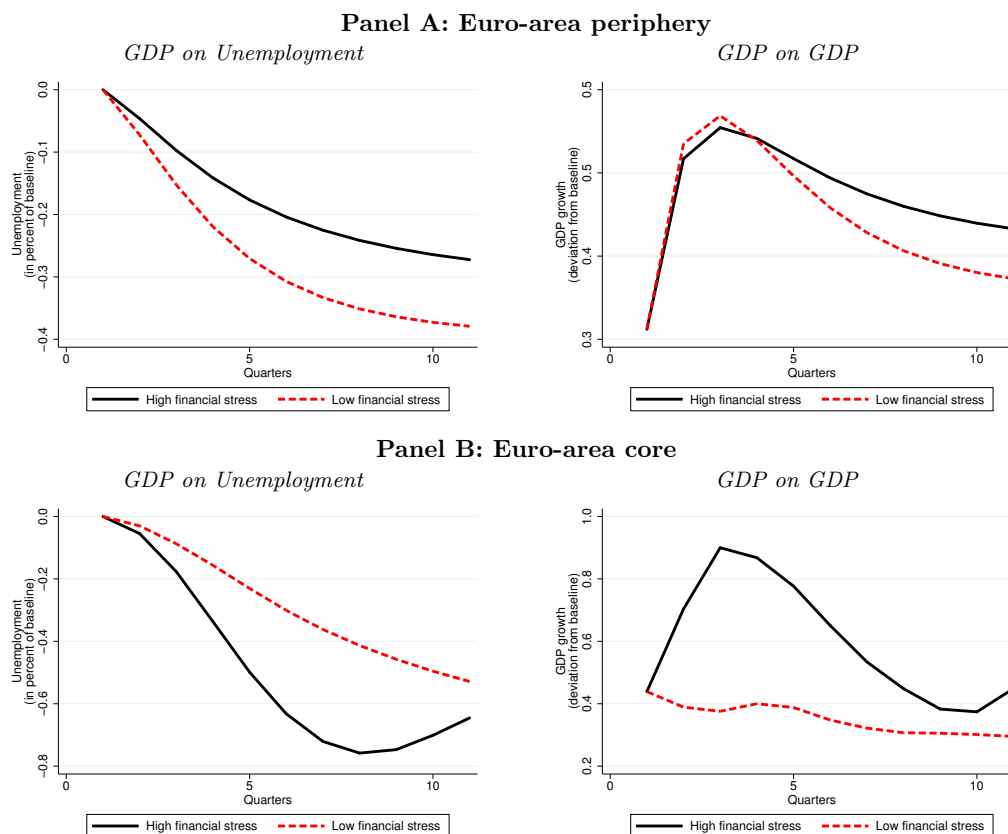 Panel A: Euro-area periphery
GDP on Unemployment
GDP on GDP
Unemployment
(in percent of baseline)
0.0
−0.1
−0.2
−0.3
−0.4
0
5
10
Quarters
High financial stress
Low financial stress
GDP growth
(deviation from baseline)
0.5
0.5
0.4
0.3
0
5
10
Quarters
High financial stress
Low financial stress
Panel B: Euro-area core
GDP on Unemployment
GDP on GDP
Unemployment
(in percent of baseline)
0.0
−0.2
−0.4
−0.6
−0.8
0
5
10
Quarters
High financial stress
Low financial stress
GDP growth
(deviation from baseline)
1.0
0.8
0.6
0.4
0.2
0
5
10
Quarters
High financial stress
Low financial stress